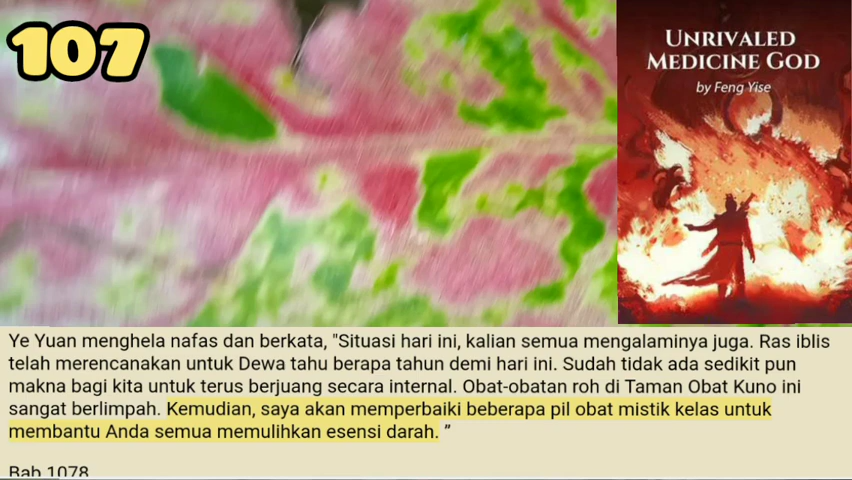 107
UNRIVALED
MEDICINE GOD
by Feng Yise
Ye Yuan menghela nafas dan berkata, "Situasi hari ini, kalian semua mengalaminya juga. Ras iblis
telah merencanakan untuk Dewa tahu berapa tahun demi hari ini. Sudah tidak ada sedikit pun
makna bagi kita untuk terus berjuang secara internal. Obat-obatan roh di Taman Obat Kuno ini
sangat berlimpah. Kemudian, saya akan memperbaiki beberapa pil obat mistik kelas untuk
membantu Anda semua memulihkan esensi darah. ”
Bab 1078